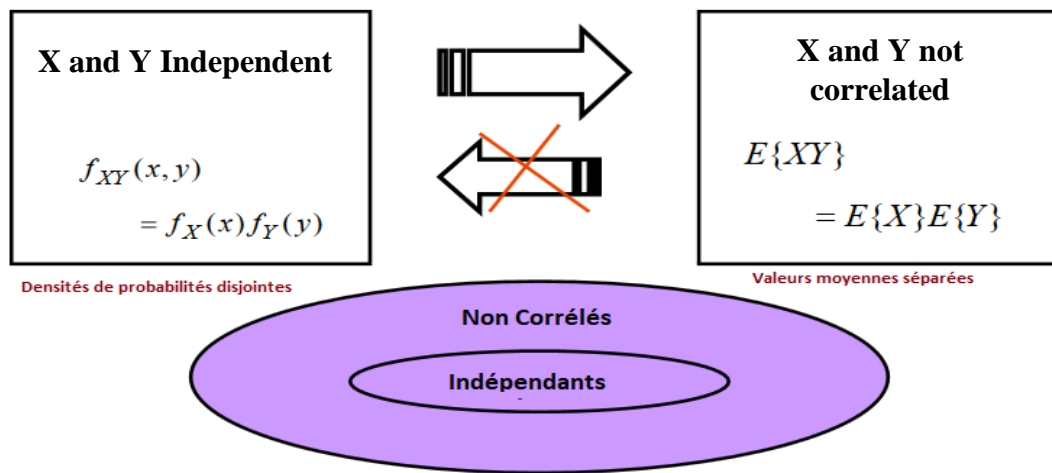 X and Y Independent
f_{XY}(x, y)
= f_X(x) f_Y(y)
Densités de probabilités disjointes
X and Y not
correlated
E{XY}
= E{X}E{Y}
Valeurs moyennes séparées
Non Corrélés
Indépendants